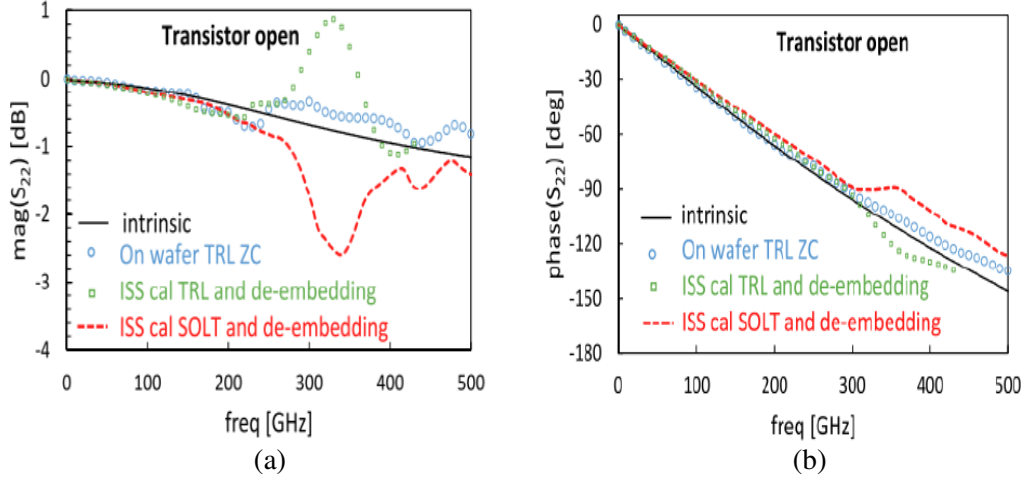 1
0
-1
-2
-3
-4
mag(S22) [dB]
Transistor open
intrinsic
On wafer TRL ZC
ISS cal TRL and de-embedding
ISS cal SOLT and de-embedding
0 100 200 300 400 500
freq [GHz]
(a)
0
-30
-60
-90
-120
-150
-180
phase(S22) [deg]
Transistor open
intrinsic
On wafer TRL ZC
ISS cal TRL and de-embedding
ISS cal SOLT and de-embedding
0 100 200 300 400 500
freq [GHz]
(b)